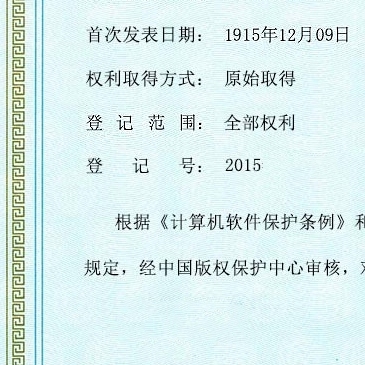 首次发表日期： 1915年12月09日
权利取得方式： 原始取得
登记范围： 全部权利
登记号： 2015
根据《计算机软件保护条例》和
规定，经中国版权保护中心审核，对